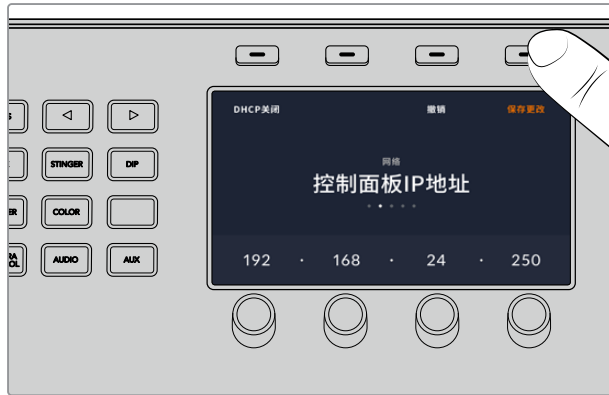 DHCP关闭 撤销 保存更改
网络
控制面板IP地址
192 · 168 · 24 · 250
STINGER DIP
COLOR
AUDIO AUX